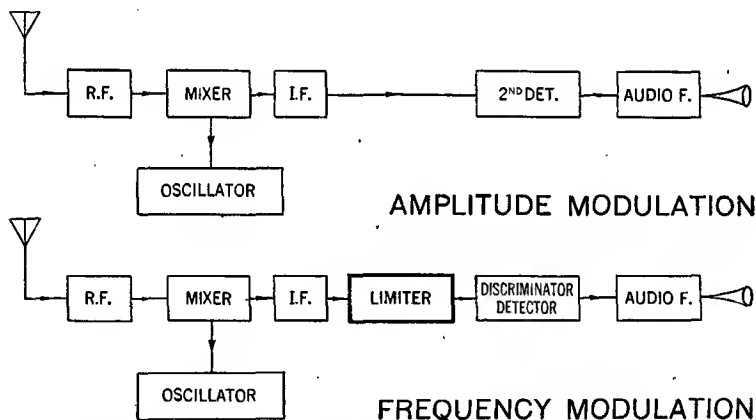 R.F.
MIXER
I.F.
2ND DET.
AUDIO F.
OSCILLATOR
AMPLITUDE MODULATION
R.F.
MIXER
I.F.
LIMITER
DISCRIMINATOR
DETECTOR
AUDIO F.
OSCILLATOR
FREQUENCY MODULATION